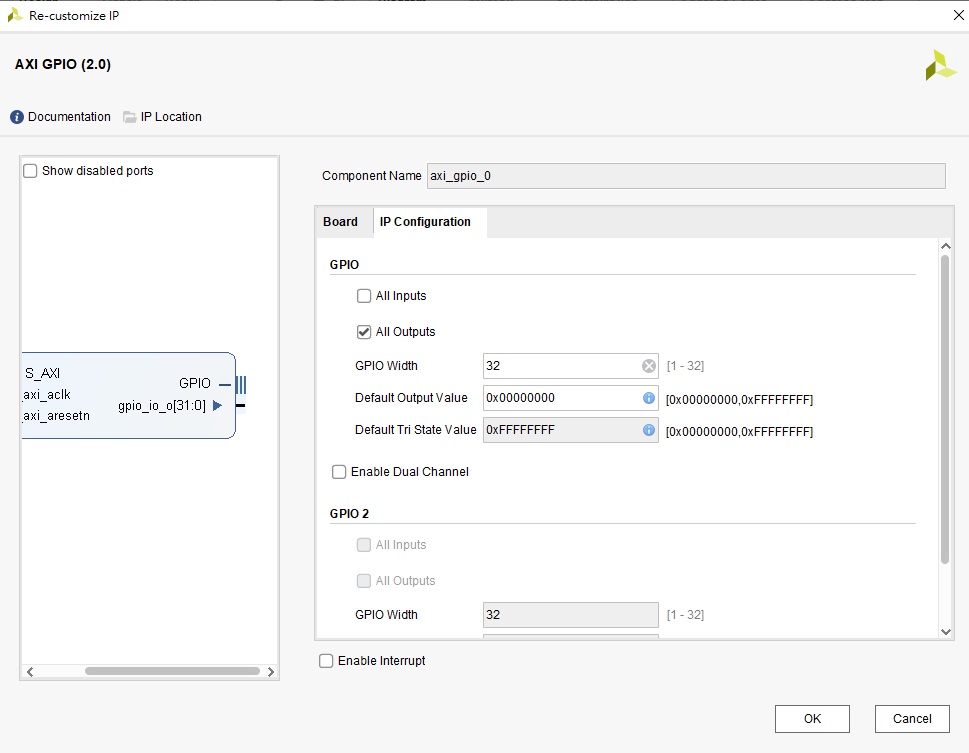 Re-customize IP
AXI GPIO (2.0)
Documentation IP Location
Show disabled ports
S_AXI
axi_aclk
axi_aresetn
GPIO
gpio_io_o[31:0]
Component Name axi_gpio_0
Board IP Configuration
GPIO
All Inputs
All Outputs
GPIO Width 32 [1 - 32]
Default Output Value 0x00000000 [0x00000000,0xFFFFFFFF]
Default Tri State Value 0xFFFFFFFF [0x00000000,0xFFFFFFFF]
Enable Dual Channel
GPIO 2
All Inputs
All Outputs
GPIO Width 32 [1 - 32]
Enable Interrupt
OK Cancel